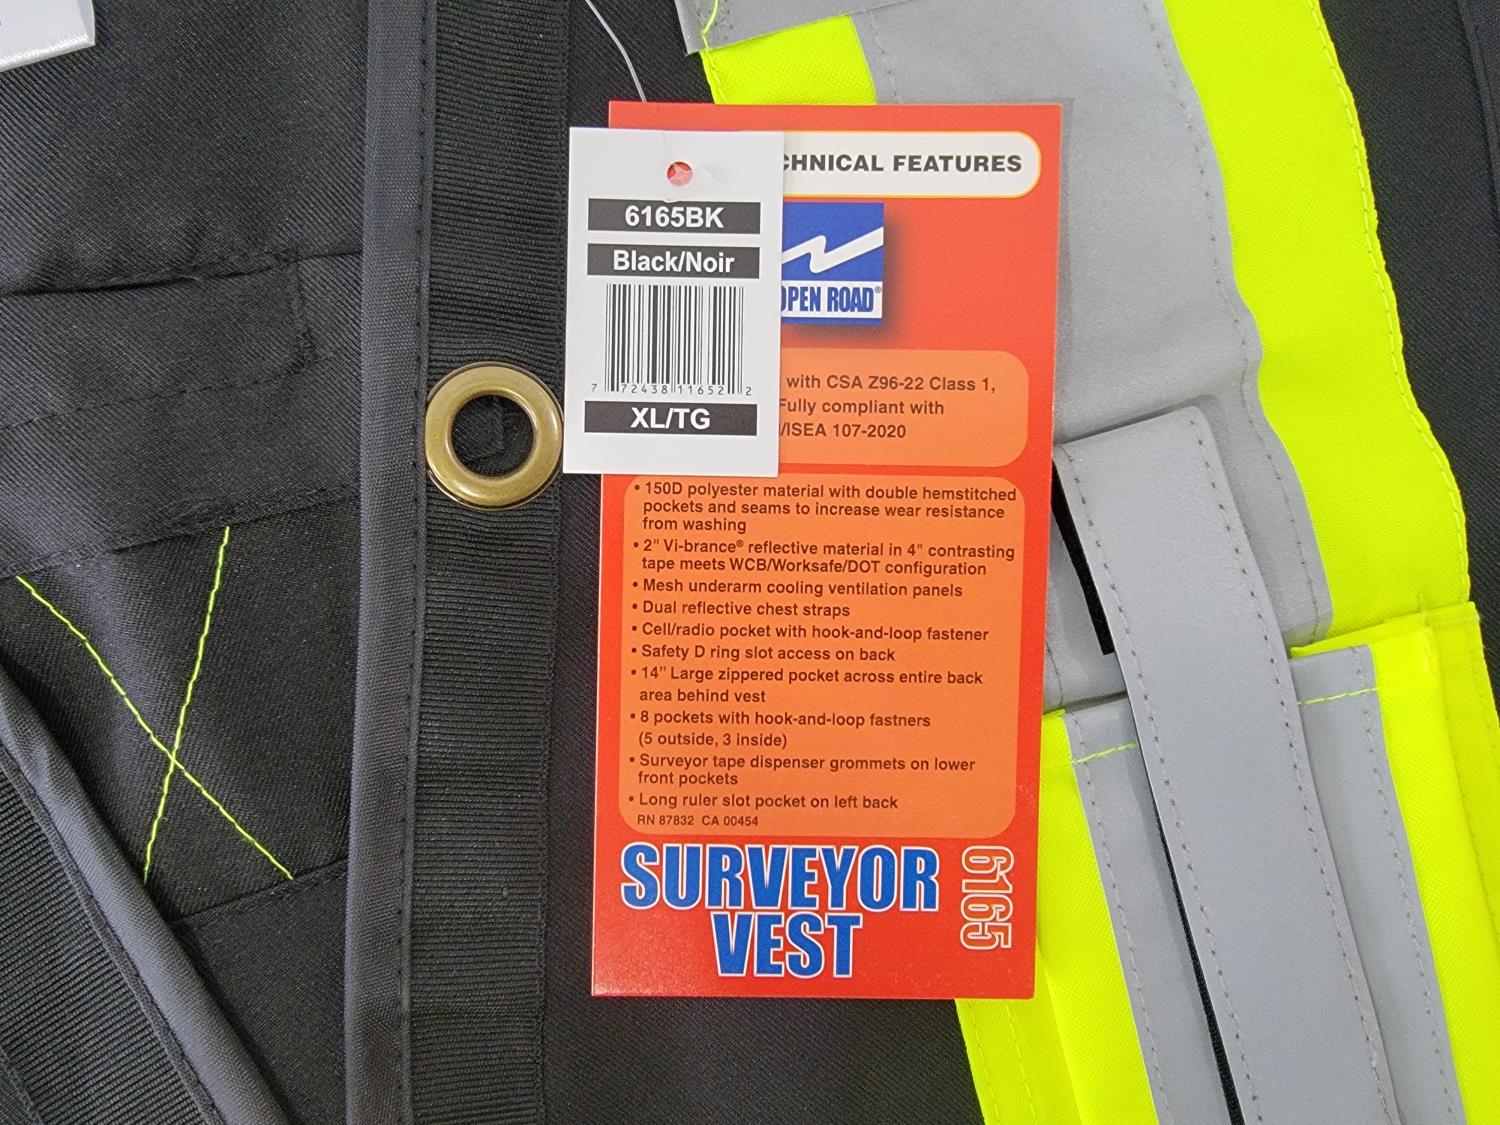 CHNICAL FEATURES
6165BK
Black/Noir
7 72438 11652 2
XL/TG
OPEN ROAD®
with CSA Z96-22 Class 1,
Fully compliant with
/ISEA 107-2020
• 150D polyester material with double hemstitched
pockets and seams to increase wear resistance
from washing
• 2" Vi-brance® reflective material in 4" contrasting
tape meets WCB/Worksafe/DOT configuration
• Mesh underarm cooling ventilation panels
• Dual reflective chest straps
• Cell/radio pocket with hook-and-loop fastener
• Safety D ring slot access on back
• 14" Large zippered pocket across entire back
area behind vest
• 8 pockets with hook-and-loop fastners
(5 outside, 3 inside)
• Surveyor tape dispenser grommets on lower
front pockets
• Long ruler slot pocket on left back
RN 87832 CA 00454
SURVEYOR
VEST
6165